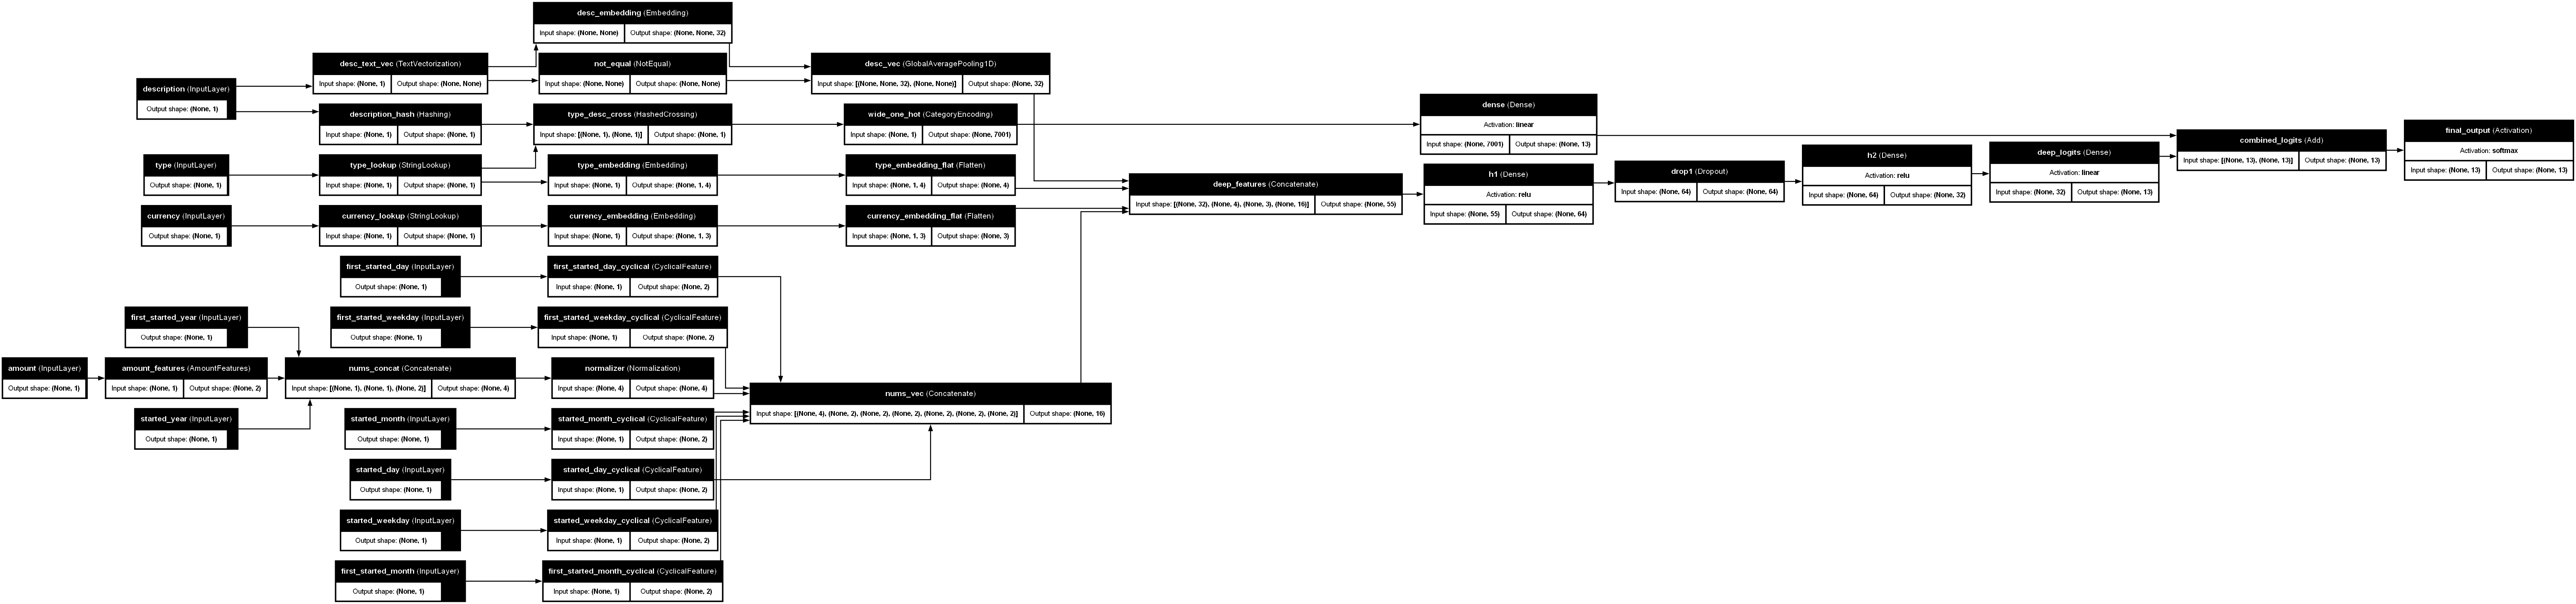 desc_embedding (Embedding)
Input shape: (None, None) Output shape: (None, None, 32)
desc_text_vec (TextVectorization)
Input shape: (None, 1) Output shape: (None, None)
not_equal (NotEqual)
Input shape: (None, None) Output shape: (None, None)
desc_vec (GlobalAveragePooling1D)
Input shape: [(None, None, 32), (None, None)] Output shape: (None, 32)
description (InputLayer)
Output shape: (None, 1)
description_hash (Hashing)
Input shape: (None, 1) Output shape: (None, 1)
type_desc_cross (HashedCrossing)
Input shape: [(None, 1), (None, 1)] Output shape: (None, 1)
wide_one_hot (CategoryEncoding)
Input shape: (None, 1) Output shape: (None, 7001)
dense (Dense)
Activation: linear
Input shape: (None, 7001) Output shape: (None, 13)
combined_logits (Add)
Input shape: [(None, 13), (None, 13)] Output shape: (None, 13)
final_output (Activation)
Activation: softmax
Input shape: (None, 13) Output shape: (None, 13)
type (InputLayer)
Output shape: (None, 1)
type_lookup (StringLookup)
Input shape: (None, 1) Output shape: (None, 1)
type_embedding (Embedding)
Input shape: (None, 1) Output shape: (None, 1, 4)
type_embedding_flat (Flatten)
Input shape: (None, 1, 4) Output shape: (None, 4)
deep_features (Concatenate)
Input shape: [(None, 32), (None, 4), (None, 3), (None, 16)] Output shape: (None, 55)
h1 (Dense)
Activation: relu
Input shape: (None, 55) Output shape: (None, 64)
drop1 (Dropout)
Input shape: (None, 64) Output shape: (None, 64)
h2 (Dense)
Activation: relu
Input shape: (None, 64) Output shape: (None, 32)
deep_logits (Dense)
Activation: linear
Input shape: (None, 32) Output shape: (None, 13)
currency (InputLayer)
Output shape: (None, 1)
currency_lookup (StringLookup)
Input shape: (None, 1) Output shape: (None, 1)
currency_embedding (Embedding)
Input shape: (None, 1) Output shape: (None, 1, 3)
currency_embedding_flat (Flatten)
Input shape: (None, 1, 3) Output shape: (None, 3)
first_started_day (InputLayer)
Output shape: (None, 1)
first_started_day_cyclical (CyclicalFeature)
Input shape: (None, 1) Output shape: (None, 2)
first_started_year (InputLayer)
Output shape: (None, 1)
first_started_weekday (InputLayer)
Output shape: (None, 1)
first_started_weekday_cyclical (CyclicalFeature)
Input shape: (None, 1) Output shape: (None, 2)
amount (InputLayer)
Output shape: (None, 1)
amount_features (AmountFeatures)
Input shape: (None, 1) Output shape: (None, 2)
nums_concat (Concatenate)
Input shape: [(None, 1), (None, 1), (None, 2)] Output shape: (None, 4)
normalizer (Normalization)
Input shape: (None, 4) Output shape: (None, 4)
nums_vec (Concatenate)
Input shape: [(None, 4), (None, 2), (None, 2), (None, 2), (None, 2), (None, 2), (None, 2)] Output shape: (None, 16)
started_year (InputLayer)
Output shape: (None, 1)
started_month (InputLayer)
Output shape: (None, 1)
started_month_cyclical (CyclicalFeature)
Input shape: (None, 1) Output shape: (None, 2)
started_day (InputLayer)
Output shape: (None, 1)
started_day_cyclical (CyclicalFeature)
Input shape: (None, 1) Output shape: (None, 2)
started_weekday (InputLayer)
Output shape: (None, 1)
started_weekday_cyclical (CyclicalFeature)
Input shape: (None, 1) Output shape: (None, 2)
first_started_month (InputLayer)
Output shape: (None, 1)
first_started_month_cyclical (CyclicalFeature)
Input shape: (None, 1) Output shape: (None, 2)